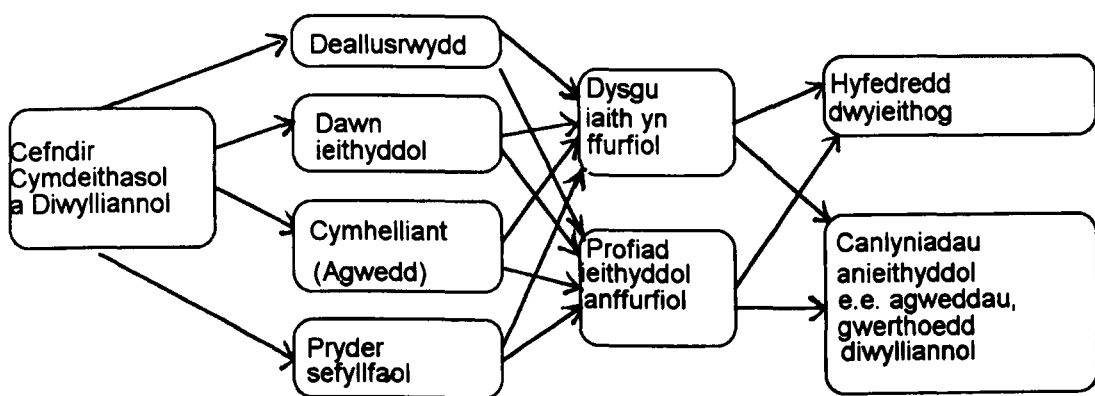 Cefndir
Cymdeithasol
a Diwylliannol
Deallusrwydd
Dawn
ieithyddol
Cymhelliant
(Agwedd)
Pryder
sefyllfaol
Dysgu
iaith yn
ffurfiol
Profiad
ieithyddol
anffurfiol
Hyfedredd
dwyieithog
Canlyniadau
anieithyddol
e.e. agweddau,
gwerthoedd
diwylliannol